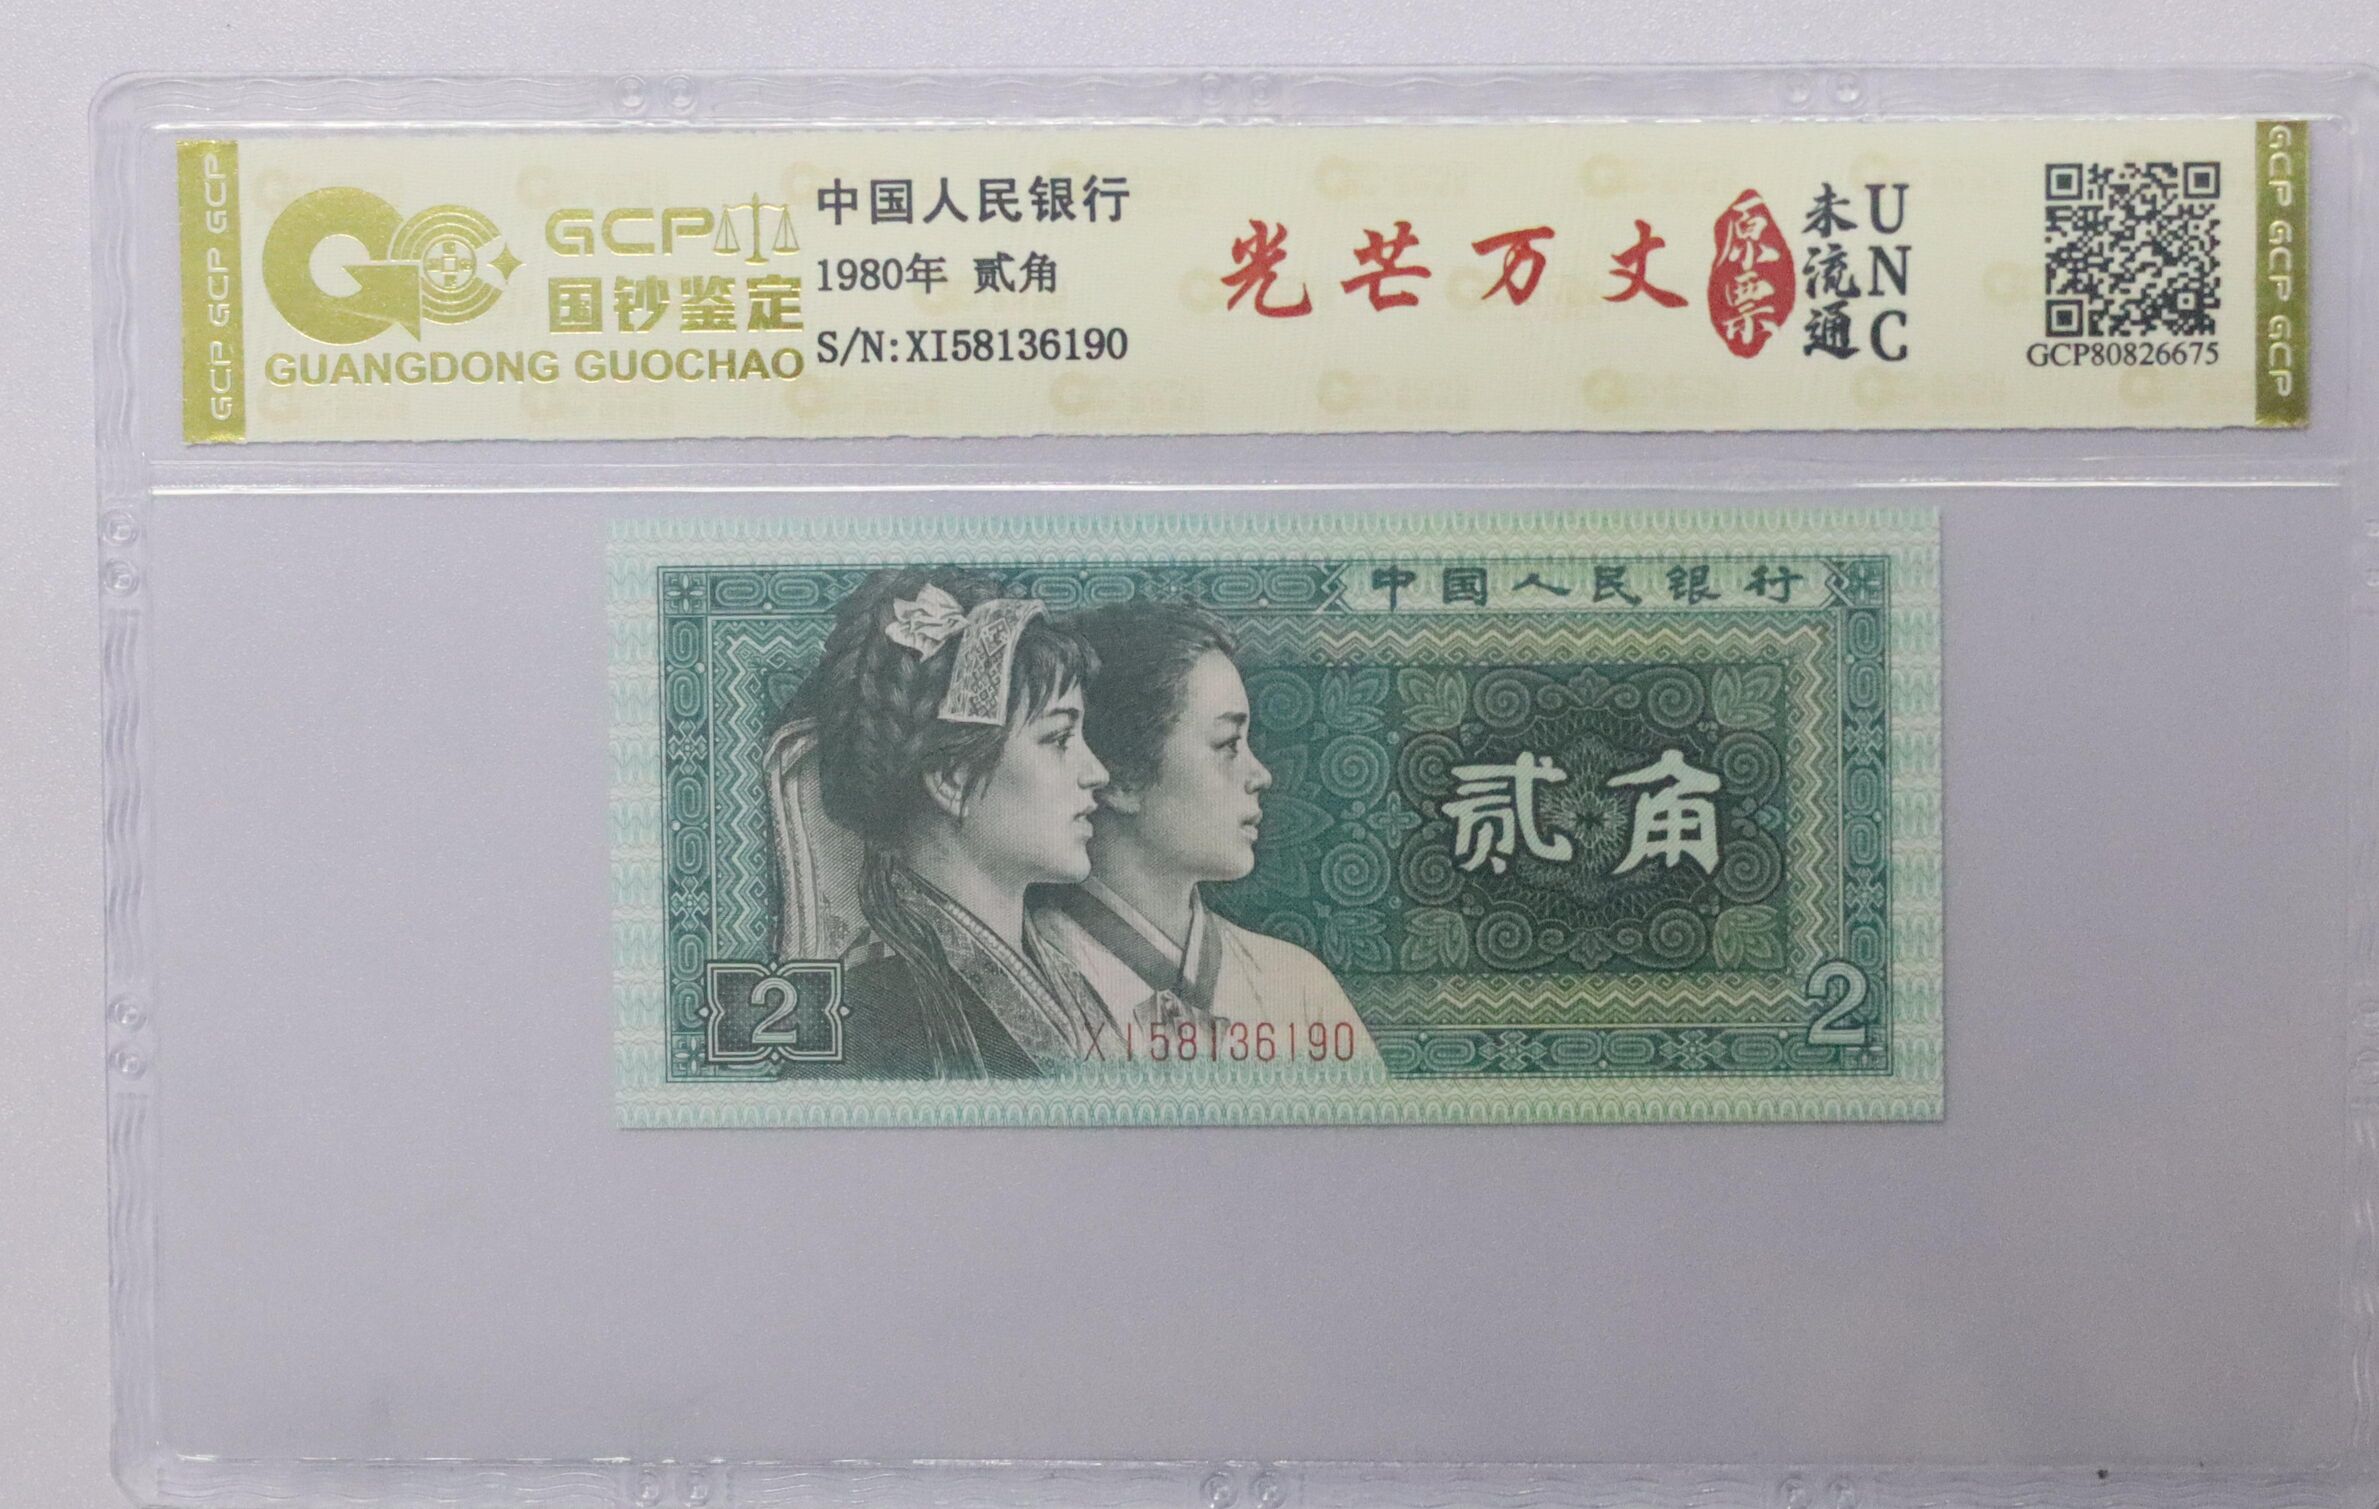 GCP GCP GCP
GCP
国钞鉴定
GUANGDONG GUOCHAO
中国人民银行
1980年 贰角
S/N:XI58136190
光芒万丈
原票
未流通
UNC
GCP80826675
GCP GCP GCP
中国人民银行
贰角
2
XI58136190
2